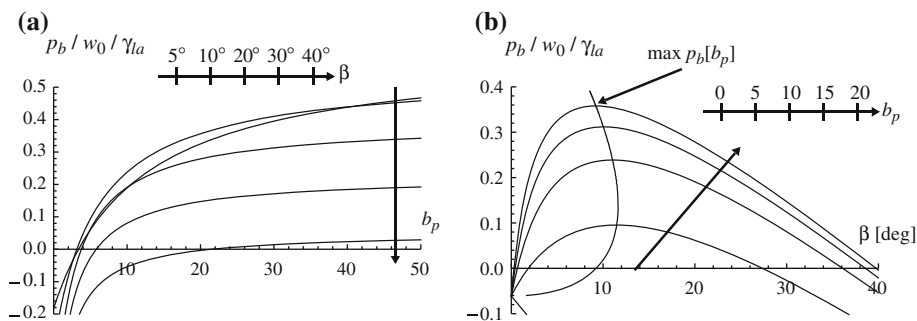 (a)
p_b / w_0 / γ_la
5° 10° 20° 30° 40°
β
0.5
0.4
0.3
0.2
0.1
0.0
−0.1
−0.2
10 20 30 40 50
b_p
(b)
p_b / w_0 / γ_la
max p_b[b_p]
0 5 10 15 20
b_p
0.4
0.3
0.2
0.1
0.0
−0.1
10 20 30 40
β [deg]